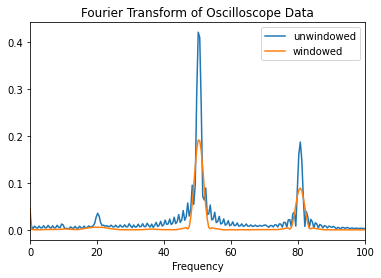 Fourier Transform of Oscilloscope Data
unwindowed
windowed
0.4
0.3
0.2
0.1
0.0
0 20 40 60 80 100
Frequency